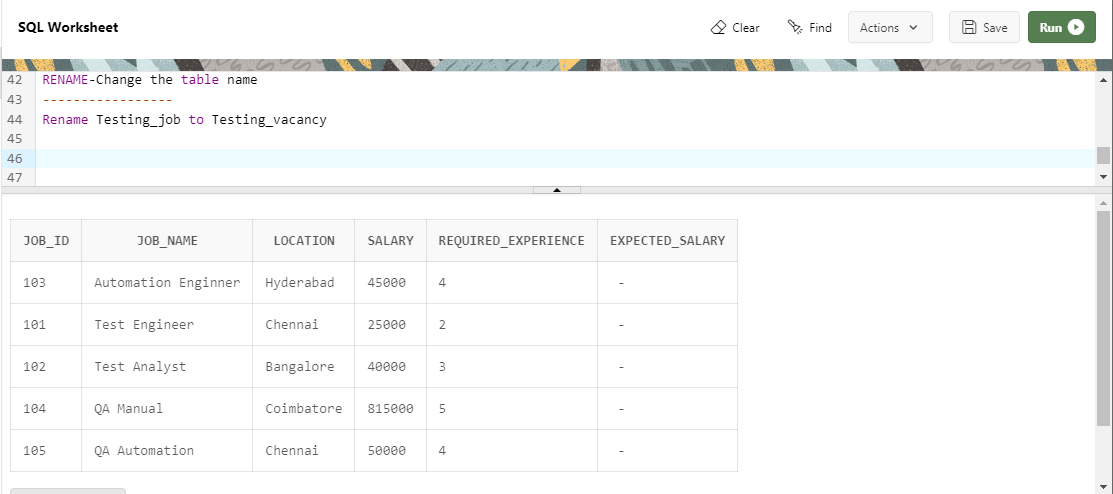 SQL Worksheet Clear Find Actions Save Run
42 RENAME-Change the table name
43 -----------------
44 Rename Testing_job to Testing_vacancy
45
46
47
JOB_ID JOB_NAME LOCATION SALARY REQUIRED_EXPERIENCE EXPECTED_SALARY
103 Automation Enginner Hyderabad 45000 4 -
101 Test Engineer Chennai 25000 2 -
102 Test Analyst Bangalore 40000 3 -
104 QA Manual Coimbatore 815000 5 -
105 QA Automation Chennai 50000 4 -